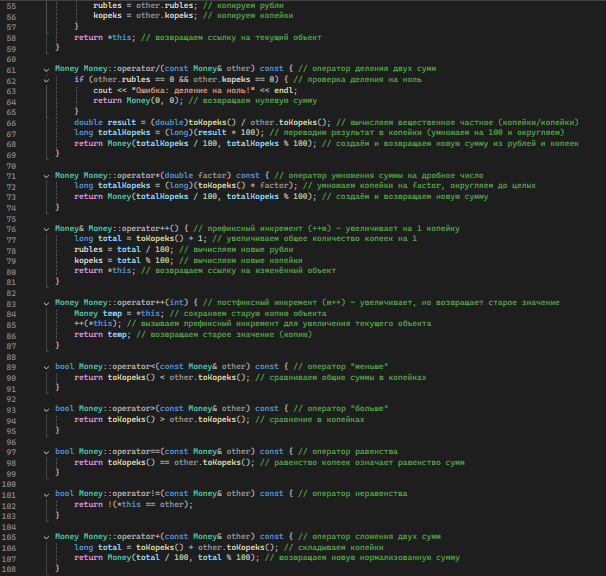 55 rubles = other.rubles; // копируем рубли
56 kopeks = other.kopeks; // копируем копейки
57 }
58 return *this; // возвращаем ссылку на текущий объект
59 }
60
61 Money Money::operator/(const Money& other) const { // оператор деления двух сумм
62 if (other.rubles == 0 && other.kopeks == 0) { // проверка деления на ноль
63 cout << "Ошибка: деление на ноль!" << endl;
64 return Money(0, 0); // возвращаем нулевую сумму
65 }
66 double result = (double)toKopeks() / other.toKopeks(); // вычисляем вещественное частное (копейки/копейки)
67 long totalKopeks = (long)(result * 100); // переводим результат в копейки (умножаем на 100 и округляем)
68 return Money(totalKopeks / 100, totalKopeks % 100); // создаём и возвращаем новую сумму из рублей и копеек
69 }
70
71 Money Money::operator*(double factor) const { // оператор умножения суммы на дробное число
72 long totalKopeks = (long)(toKopeks() * factor); // умножаем копейки на factor, округляем до целых
73 return Money(totalKopeks / 100, totalKopeks % 100); // создаём и возвращаем новую сумму
74 }
75
76 Money& Money::operator++() { // префиксный инкремент (++m) — увеличивает на 1 копейку
77 long total = toKopeks() + 1; // увеличиваем общее количество копеек на 1
78 rubles = total / 100; // вычисляем новые рубли
79 kopeks = total % 100; // вычисляем новые копейки
80 return *this; // возвращаем ссылку на изменённый объект
81 }
82
83 Money Money::operator++(int) { // постфиксный инкремент (m++) — увеличивает, но возвращает старое значение
84 Money temp = *this; // сохраняем старую копию объекта
85 ++(*this); // вызываем префиксный инкремент для увеличения текущего объекта
86 return temp; // возвращаем старое значение (копию)
87 }
88
89 bool Money::operator<(const Money& other) const { // оператор "меньше"
90 return toKopeks() < other.toKopeks(); // сравниваем общие суммы в копейках
91 }
92
93 bool Money::operator>(const Money& other) const { // оператор "больше"
94 return toKopeks() > other.toKopeks(); // сравнение в копейках
95 }
96
97 bool Money::operator==(const Money& other) const { // оператор равенства
98 return toKopeks() == other.toKopeks(); // равенство копеек означает равенство сумм
99 }
100
101 bool Money::operator!=(const Money& other) const { // оператор неравенства
102 return !(*this == other);
103 }
104
105 Money Money::operator+(const Money& other) const { // оператор сложения двух сумм
106 long total = toKopeks() + other.toKopeks(); // складываем копейки
107 return Money(total / 100, total % 100); // возвращаем новую нормализованную сумму
108 }